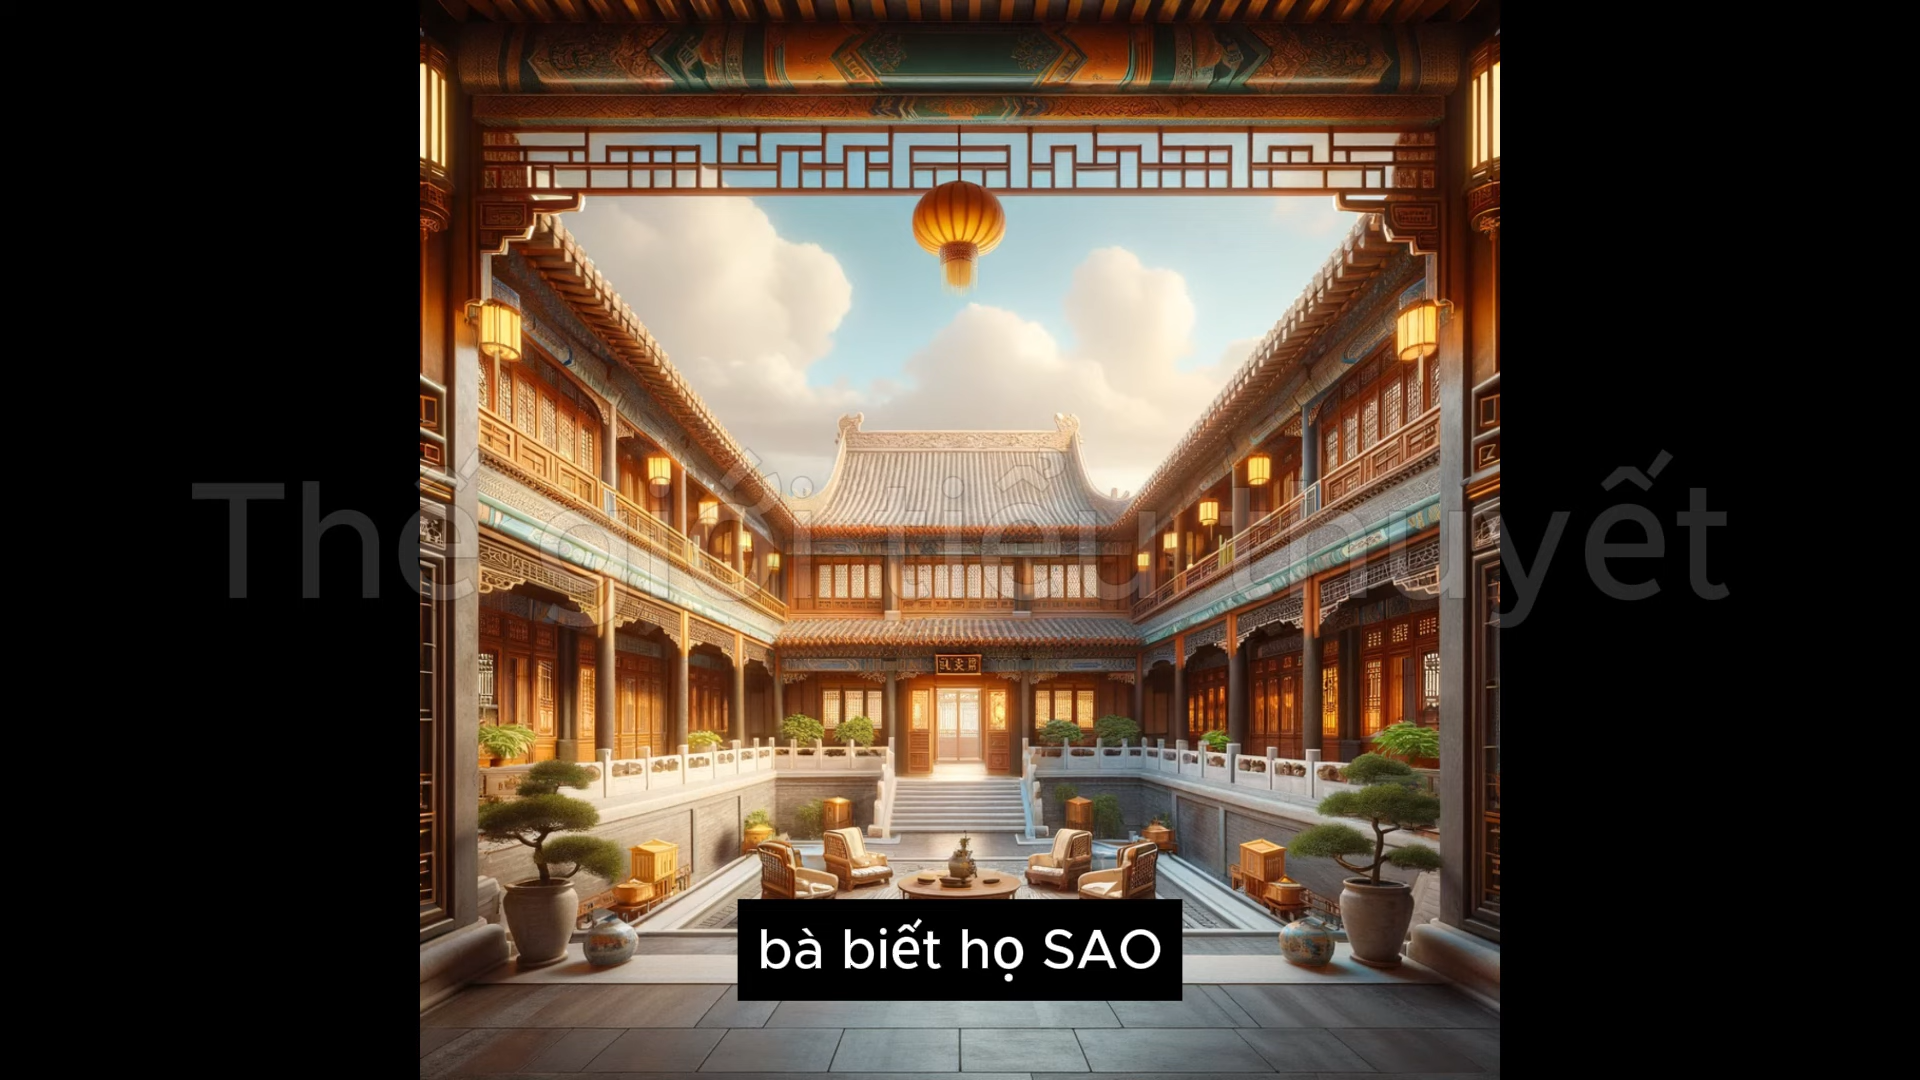 Thế giới tiểu thuyết
bà biết họ SAO